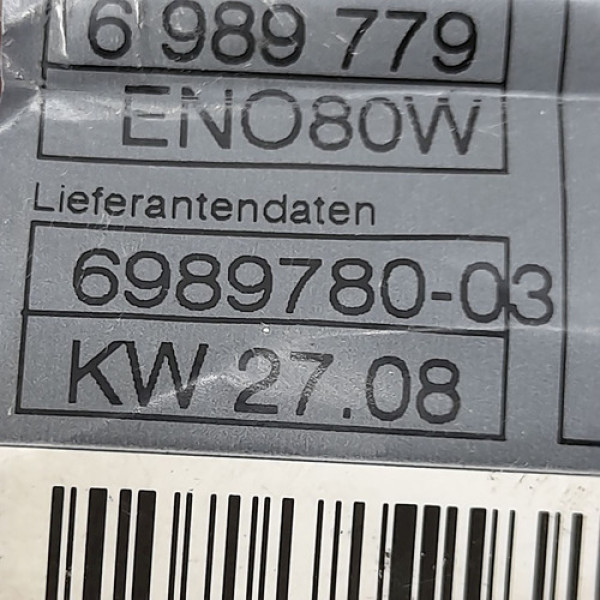 6 989 779
ENO80W
Lieferantendaten
6989780-03
KW 27.08